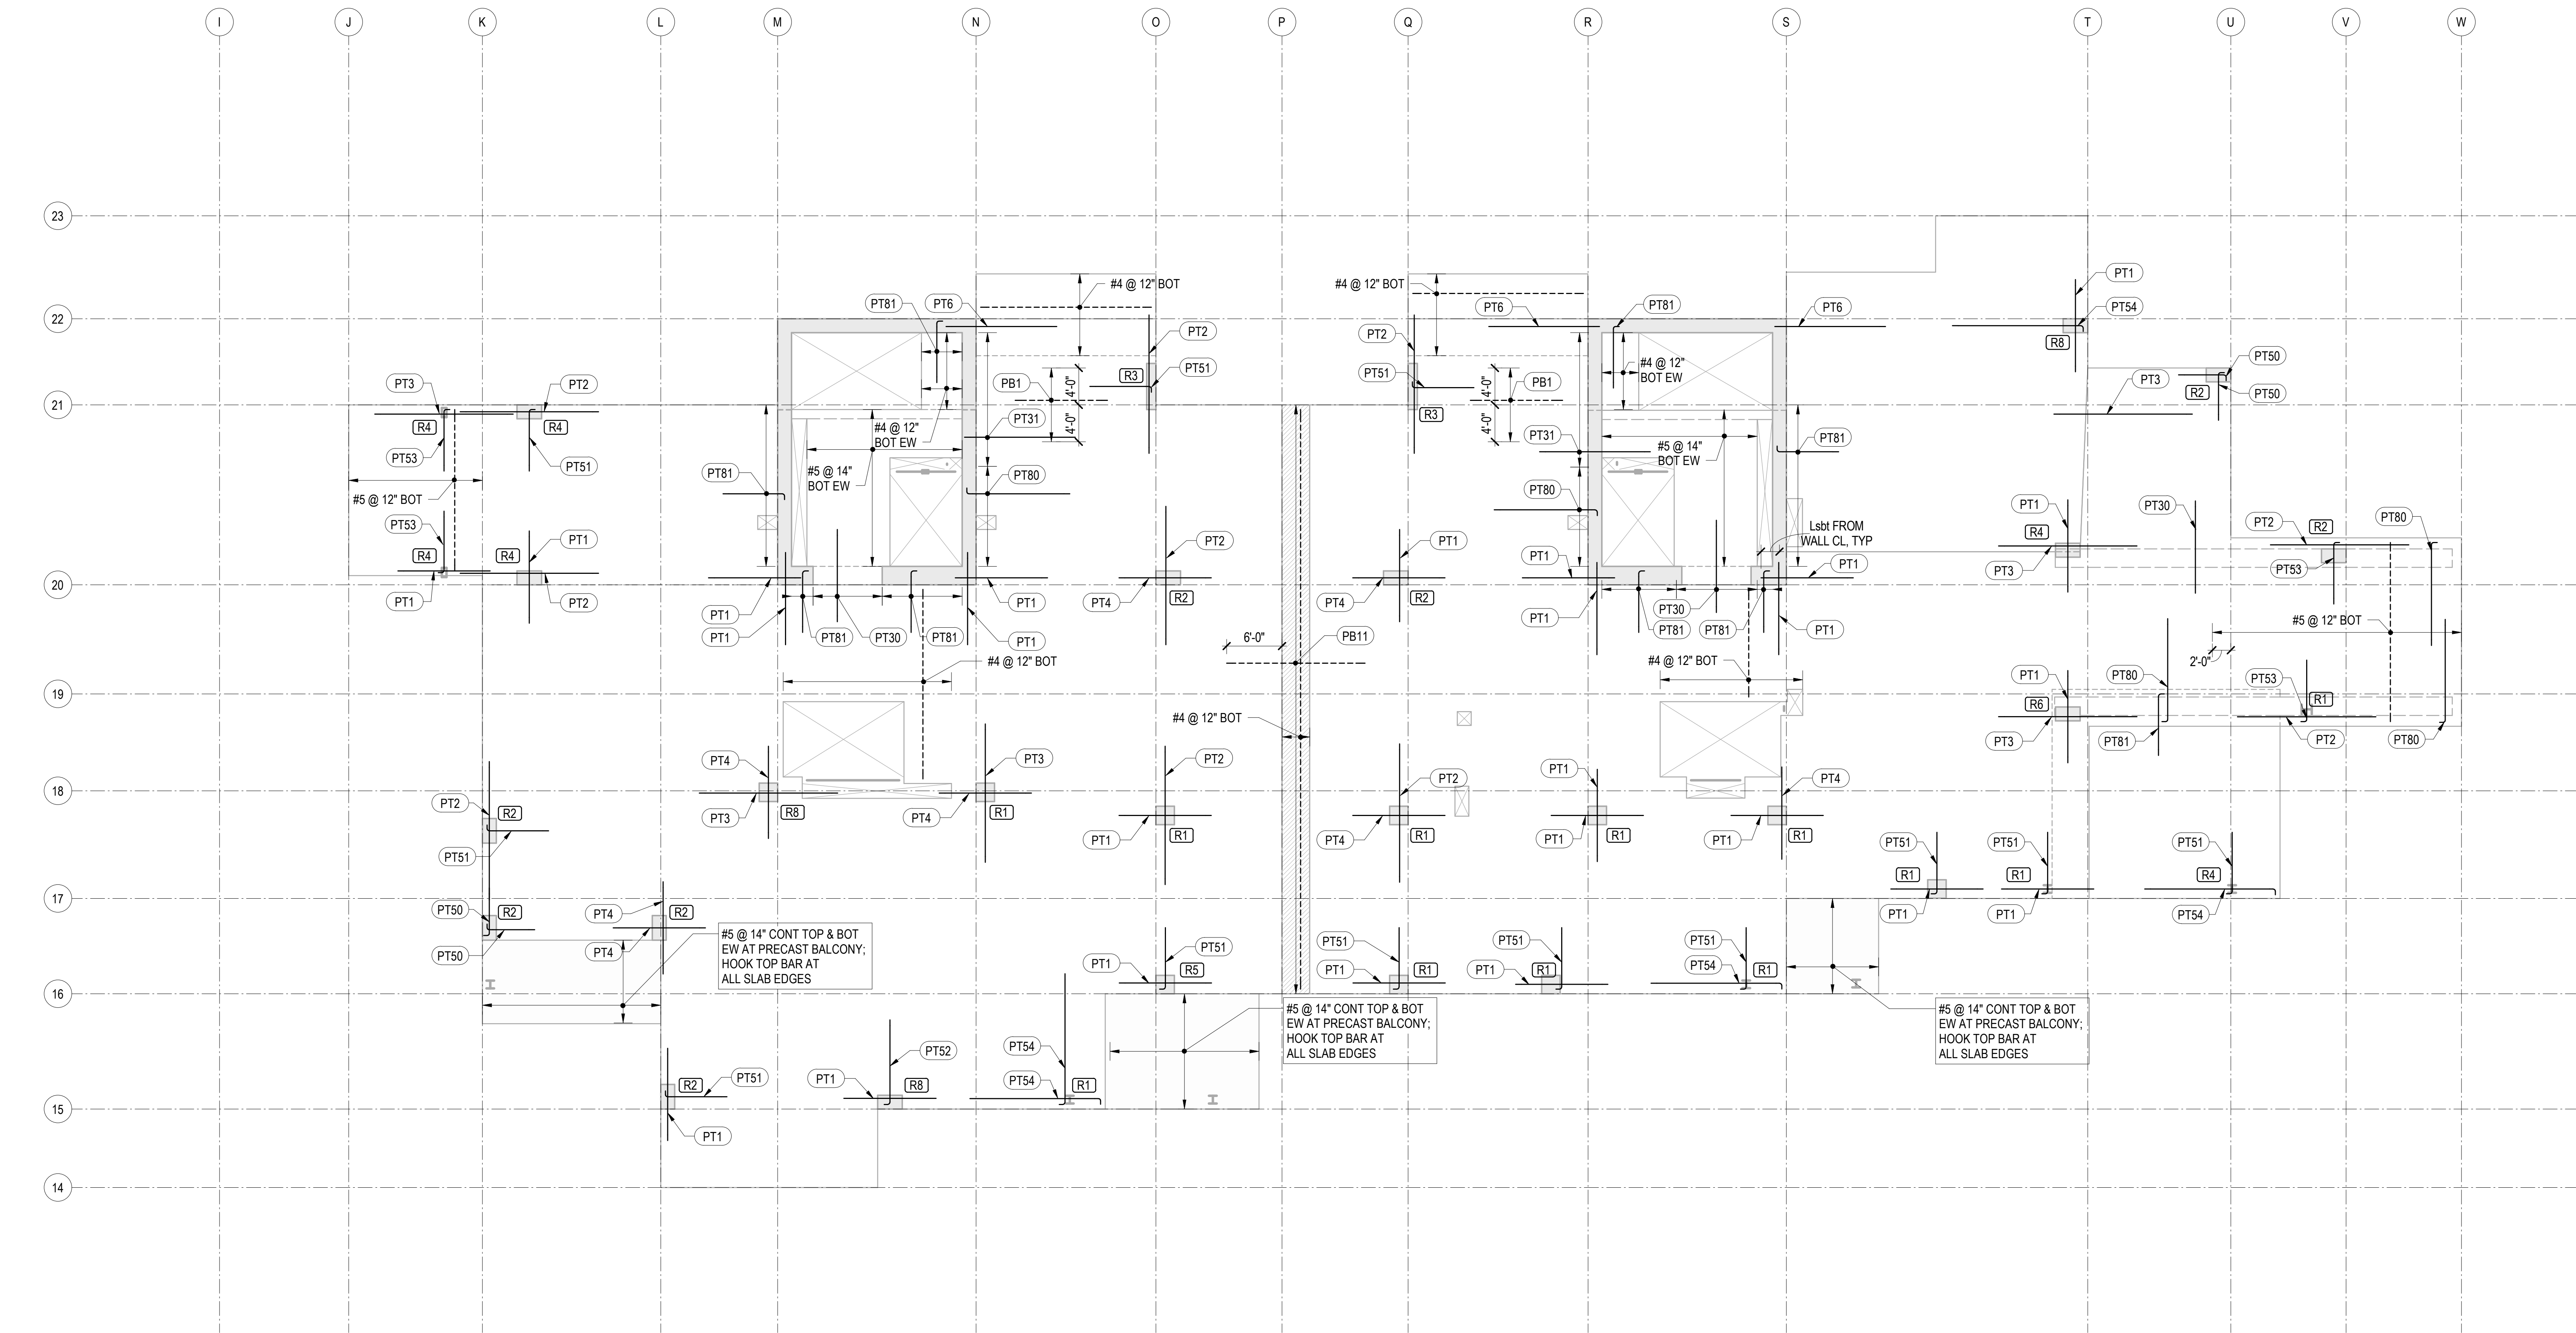 I J K L M N O P Q R S T U V W
23
PT1
#4 @ 12" BOT
#4 @ 12" BOT
PT81 PT6 PT6 PT81 PT6 PT54
22
PT2 PT2
R8
#4 @ 12"
BOT EW
PT51 PT51 PT50
R3
PT3 PT2 PB1 4'-0" 4'-0" PB1 PT3 R2 PT50
21
R3
R4 R4 #4 @ 12"
BOT EW
PT31 4'-0" 4'-0" PT31 PT81
PT53 PT51 #5 @ 14"
BOT EW
#5 @ 14"
BOT EW
PT81 PT80 PT80
#5 @ 12" BOT
PT1 PT30 PT80
PT53 Lsbt FROM
WALL CL, TYP
PT2 R2
R4 R4 PT1 PT2 PT1 PT1 R4
PT1 PT3 PT53
20
PT1 PT2 PT4 R2 PT4 R2
PT1 PT1 PT30 PT1
PT1 PT81 PT30 PT81 PT1 PT81 PT81 PT1
6'-0" PB11 #5 @ 12" BOT
#4 @ 12" BOT #4 @ 12" BOT 2'-0"
PT1 PT80 PT53
19
R6 R1
#4 @ 12" BOT
PT3 PT81 PT2 PT80
PT4 PT3 PT2 PT1 PT4
PT2
18
PT2 R2 PT3 R8 PT4 R1
PT1 R1 PT4 R1 PT1 R1 PT1 R1
PT51 PT51 PT51 PT51
R1 R1 R4
17
PT50 R2 PT4 R2 PT1 PT1 PT54
#5 @ 14" CONT TOP & BOT
EW AT PRECAST BALCONY;
HOOK TOP BAR AT
ALL SLAB EDGES
PT50 PT4 PT51 PT51 PT51 PT51
PT1 R5 PT1 R1 PT1 R1 PT54 R1
16
#5 @ 14" CONT TOP & BOT
EW AT PRECAST BALCONY;
HOOK TOP BAR AT
ALL SLAB EDGES
#5 @ 14" CONT TOP & BOT
EW AT PRECAST BALCONY;
HOOK TOP BAR AT
ALL SLAB EDGES
PT52 PT54
R2 PT51 PT1 R8 PT54 R1
15
PT1
14